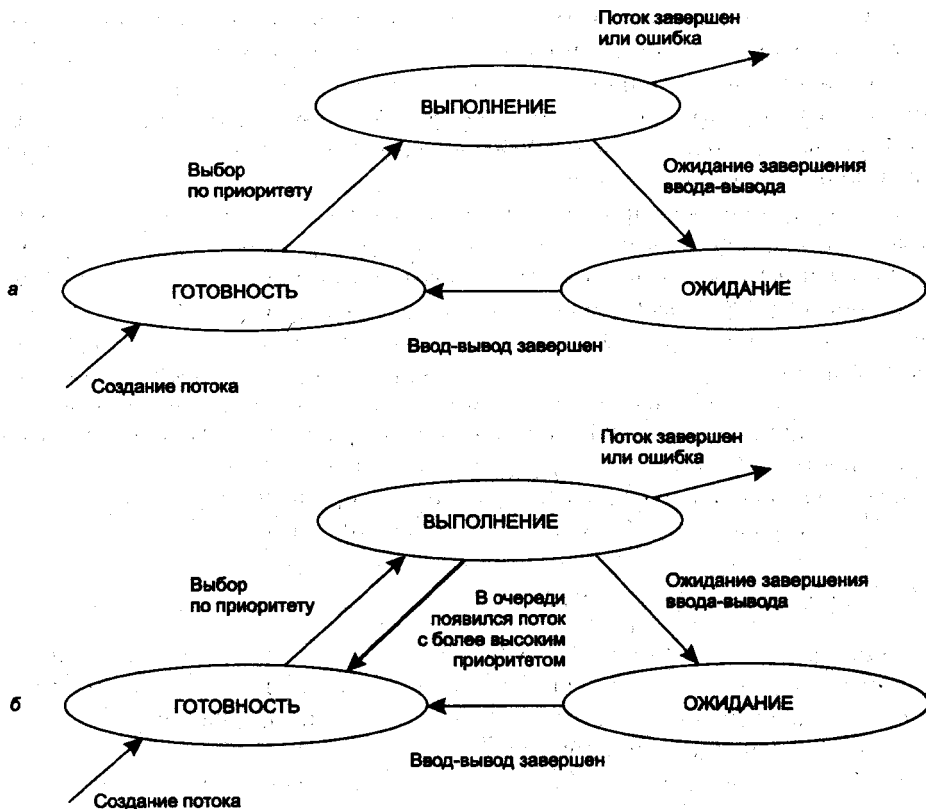 Поток завершен
или ошибка
ВЫПОЛНЕНИЕ
Выбор
по приоритету
Ожидание завершения
ввода-вывода
а
ГОТОВНОСТЬ
ОЖИДАНИЕ
Ввод-вывод завершен
Создание потока
Поток завершен
или ошибка
ВЫПОЛНЕНИЕ
Выбор
по приоритету
В очереди
появился поток
с более высоким
приоритетом
Ожидание завершения
ввода-вывода
б
ГОТОВНОСТЬ
ОЖИДАНИЕ
Ввод-вывод завершен
Создание потока